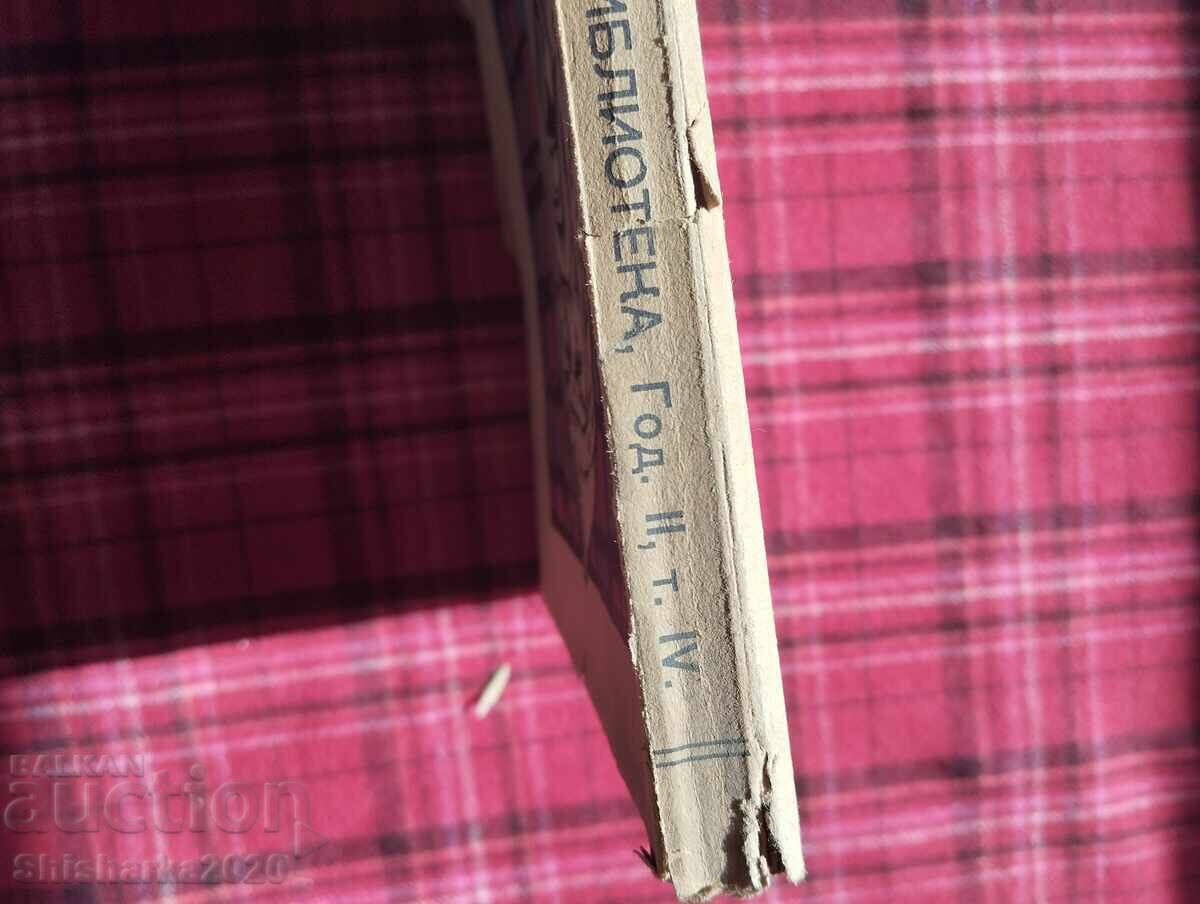 ИБЛИОТЕКА, Год. II, т. IV.
BALKAN
auction
Shisharka2020